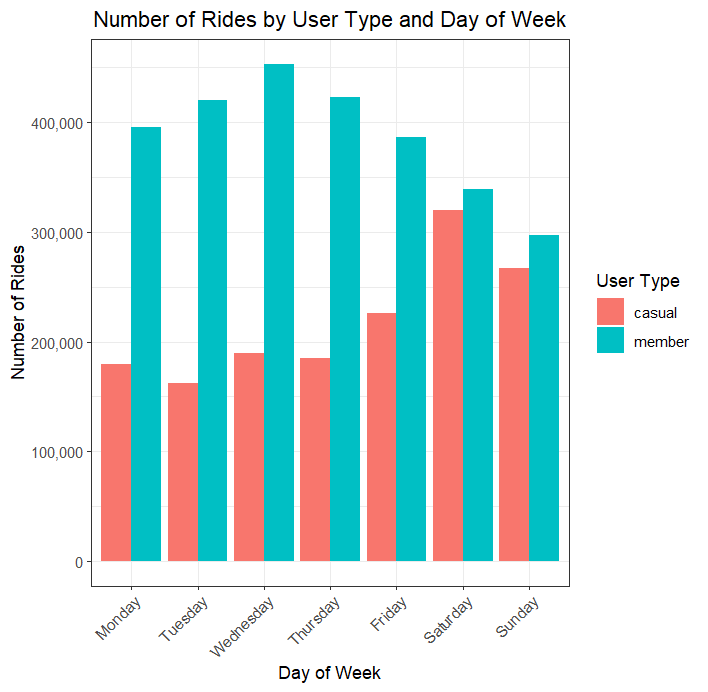 Number of Rides by User Type and Day of Week
Number of Rides
400,000
300,000
200,000
100,000
0
Monday
Tuesday
Wednesday
Thursday
Friday
Saturday
Sunday
Day of Week
User Type
casual
member